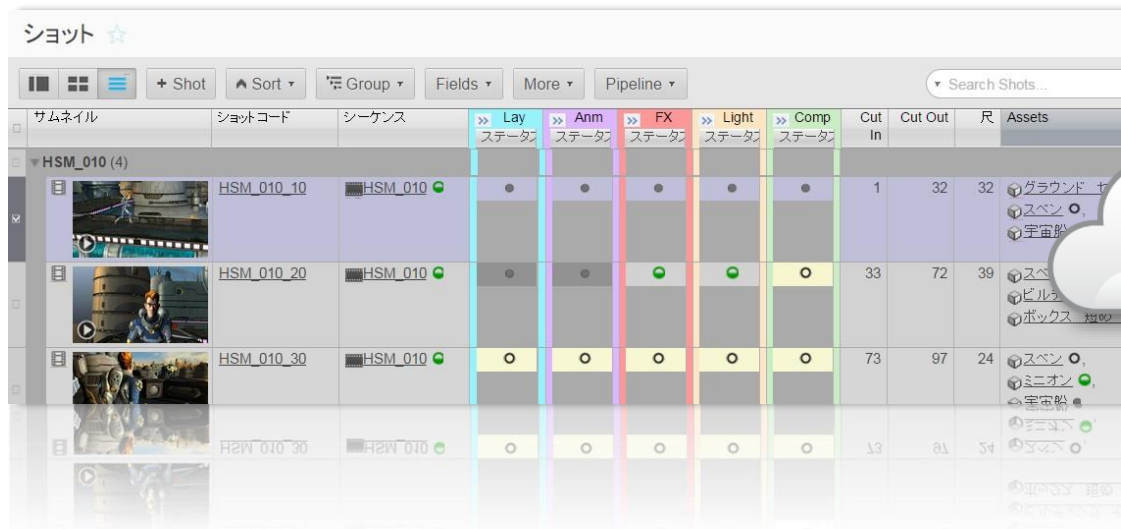 ショット
+ Shot Sort Group Fields More Pipeline Search Shots...
サムネイル ショットコード シーケンス Lay Anm FX Light Comp Cut In Cut Out 尺 Assets
ステータス ステータス ステータス ステータス ステータス
HSM_010 (4)
HSM_010_10 HSM_010 1 32 32 グラウンド
スペン,
宇宙船
HSM_010_20 HSM_010 33 72 39
ボックス 短め
HSM_010_30 HSM_010 73 97 24 スペン,
ミニオン,
宇宙船